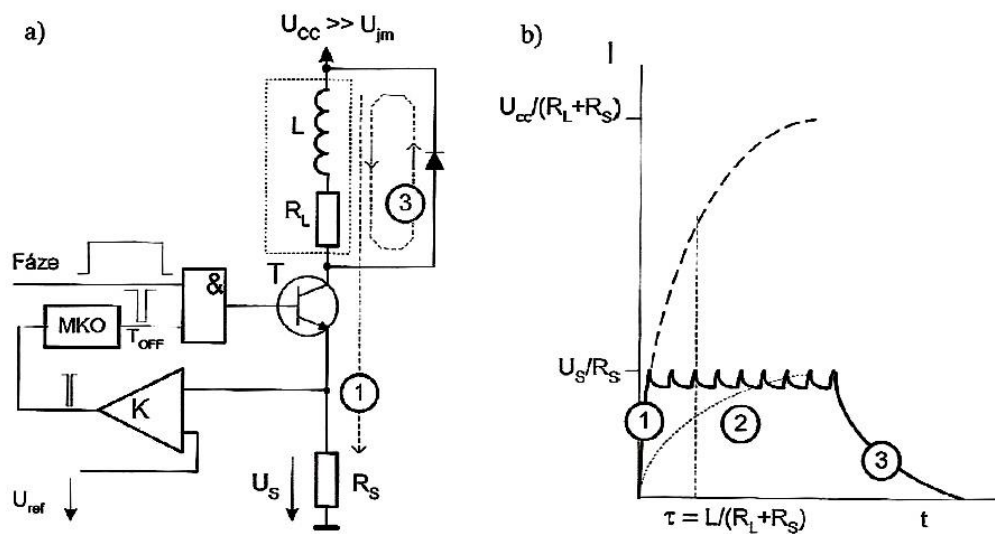 a)
U_CC >> U_jm
L
R_L
3
Fáze
&
T
MKO
T_OFF
1
K
U_ref
U_S
R_S
b)
I
U_cc/(R_L+R_S)
U_S/R_S
1
2
3
τ = L/(R_L+R_S)
t